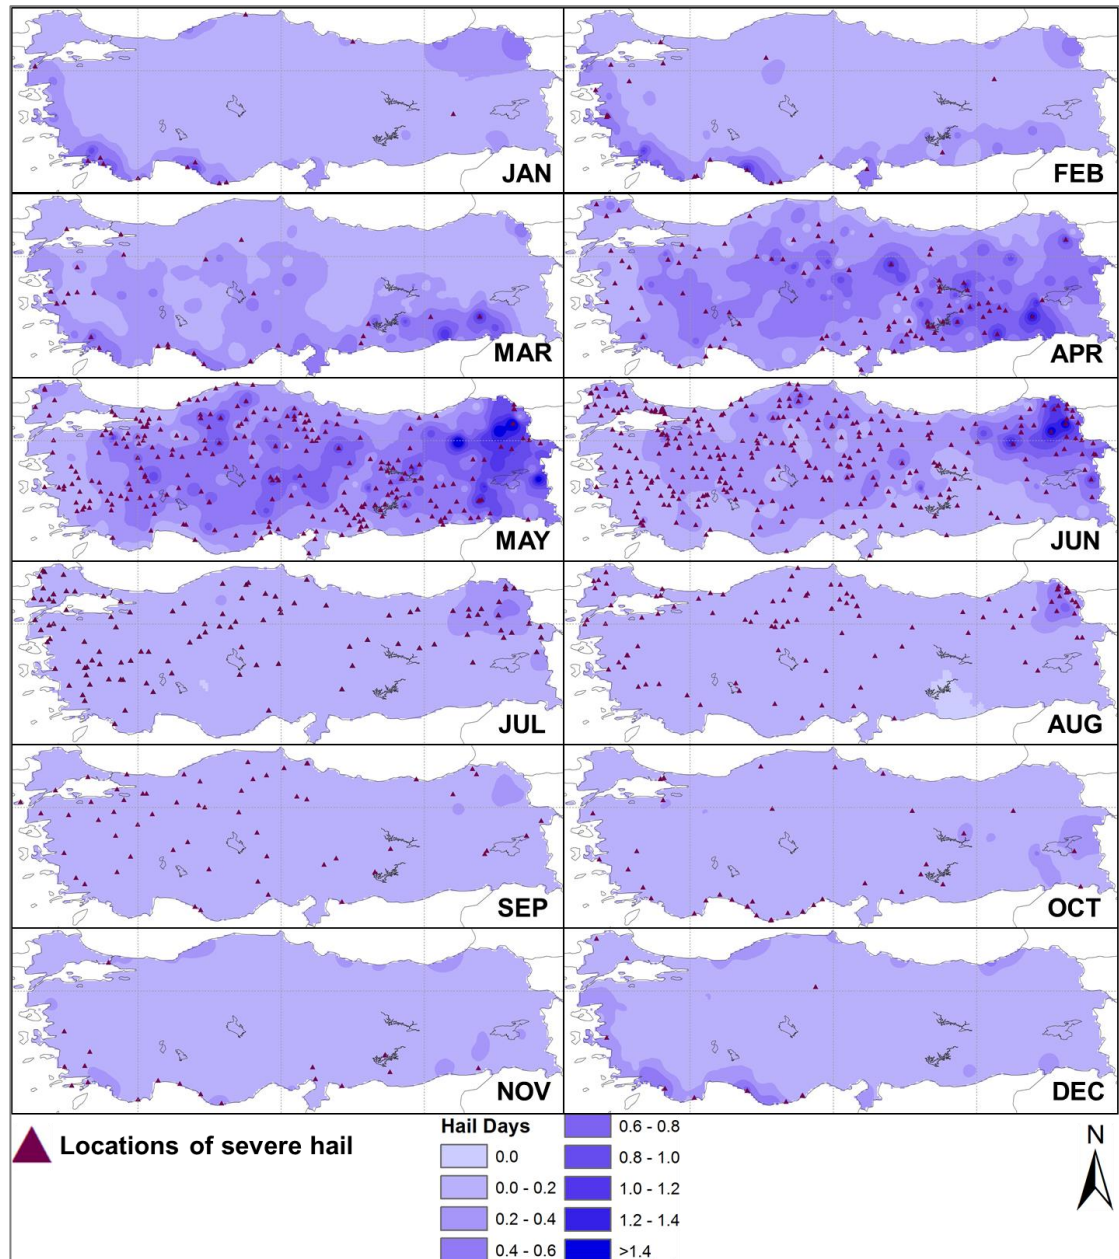 JAN
FEB
MAR
APR
MAY
JUN
JUL
AUG
SEP
OCT
NOV
DEC
Locations of severe hail
Hail Days
0.0
0.0 - 0.2
0.2 - 0.4
0.4 - 0.6
0.6 - 0.8
0.8 - 1.0
1.0 - 1.2
1.2 - 1.4
>1.4
N